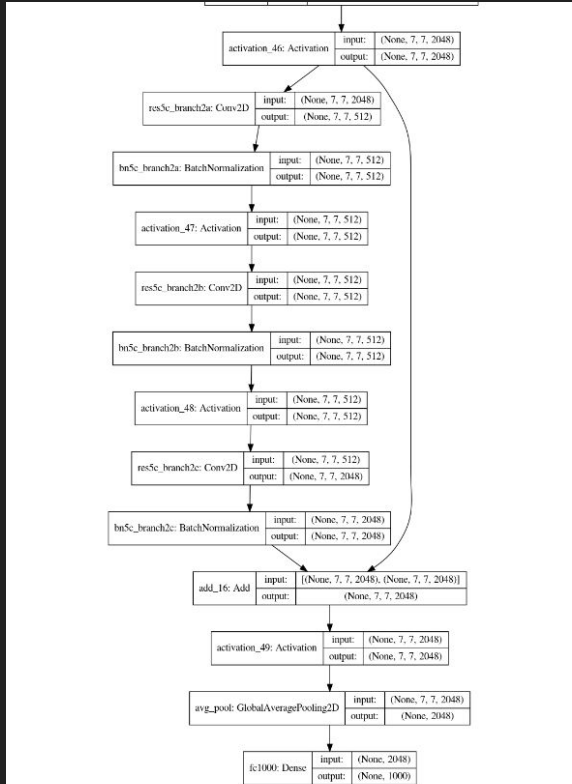 activation_46: Activation
input: (None, 7, 7, 2048)
output: (None, 7, 7, 2048)
res5c_branch2a: Conv2D
input: (None, 7, 7, 2048)
output: (None, 7, 7, 512)
bn5c_branch2a: BatchNormalization
input: (None, 7, 7, 512)
output: (None, 7, 7, 512)
activation_47: Activation
input: (None, 7, 7, 512)
output: (None, 7, 7, 512)
res5c_branch2b: Conv2D
input: (None, 7, 7, 512)
output: (None, 7, 7, 512)
bn5c_branch2b: BatchNormalization
input: (None, 7, 7, 512)
output: (None, 7, 7, 512)
activation_48: Activation
input: (None, 7, 7, 512)
output: (None, 7, 7, 512)
res5c_branch2c: Conv2D
input: (None, 7, 7, 512)
output: (None, 7, 7, 2048)
bn5c_branch2c: BatchNormalization
input: (None, 7, 7, 2048)
output: (None, 7, 7, 2048)
add_16: Add
input: [(None, 7, 7, 2048), (None, 7, 7, 2048)]
output: (None, 7, 7, 2048)
activation_49: Activation
input: (None, 7, 7, 2048)
output: (None, 7, 7, 2048)
avg_pool: GlobalAveragePooling2D
input: (None, 7, 7, 2048)
output: (None, 2048)
fc1000: Dense
input: (None, 2048)
output: (None, 1000)